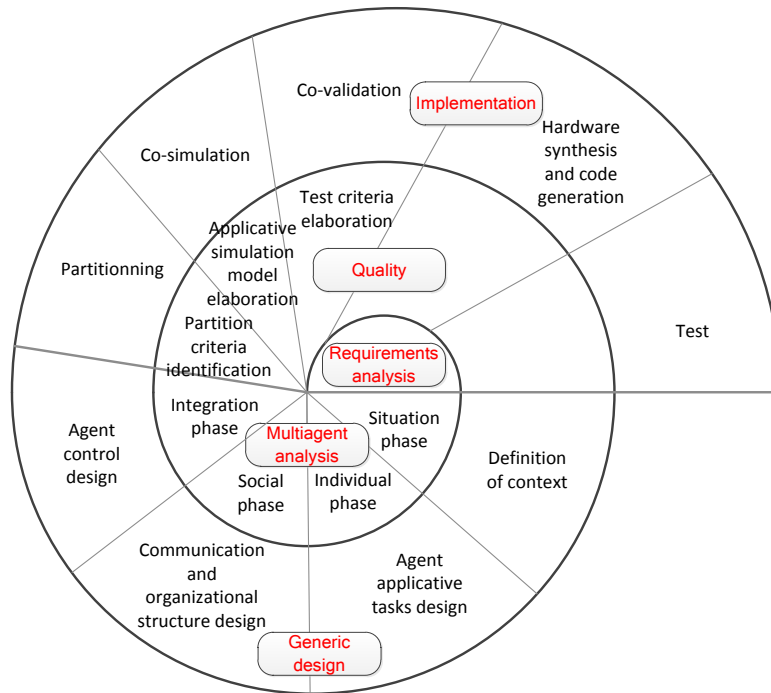 Co-validation
Implementation
Hardware
synthesis
and code
generation
Co-simulation
Test criteria
elaboration
Applicative
simulation
model
elaboration
Quality
Partitionning
Partition
criteria
identification
Requirements
analysis
Test
Integration
phase
Situation
phase
Multiagent
analysis
Agent
control
design
Social
phase
Individual
phase
Definition
of context
Communication
and
organizational
structure design
Agent
applicative
tasks design
Generic
design